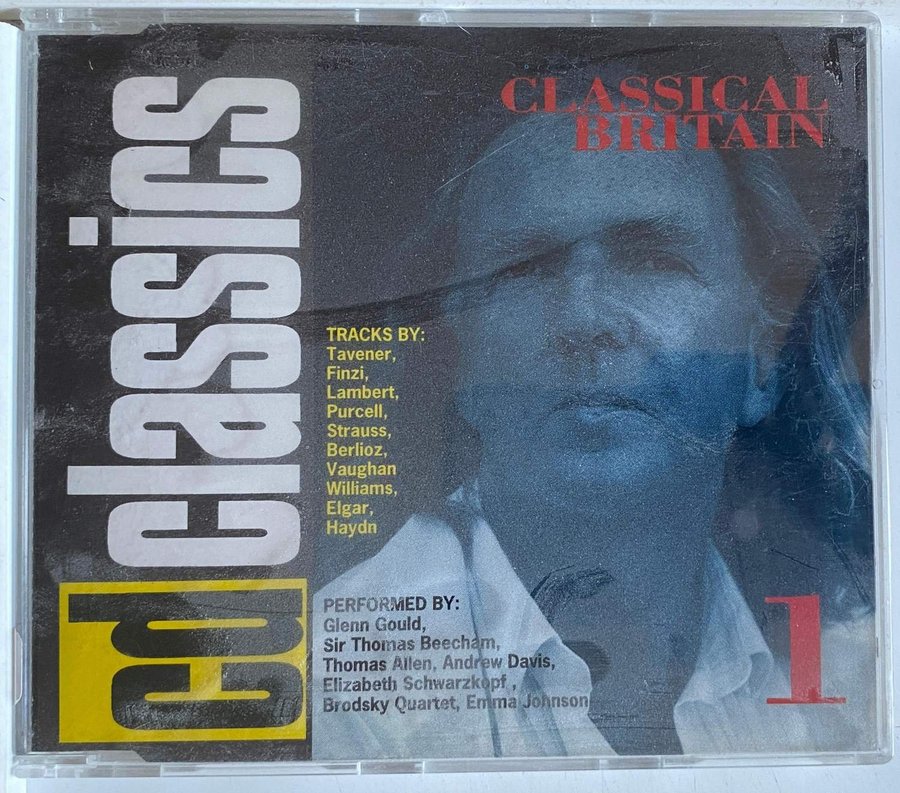 cd classics
CLASSICAL
BRITAIN
TRACKS BY:
Tavener,
Finzi,
Lambert,
Purcell,
Strauss,
Berlioz,
Vaughan
Williams,
Elgar,
Haydn
PERFORMED BY:
Glenn Gould,
Sir Thomas Beecham,
Thomas Allen, Andrew Davis,
Elizabeth Schwarzkopf ,
Brodsky Quartet, Emma Johnson
1